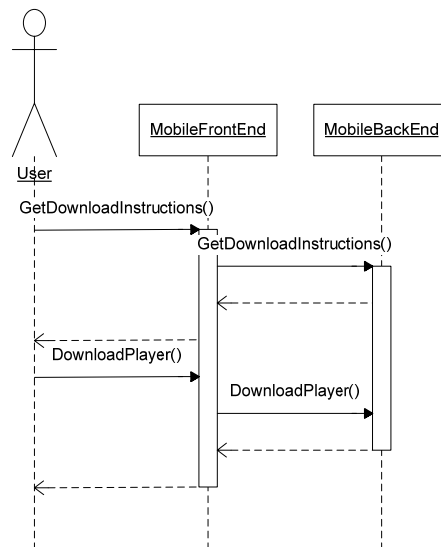 MobileFrontEnd
MobileBackEnd
User
GetDownloadInstructions()
GetDownloadInstructions()
DownloadPlayer()
DownloadPlayer()